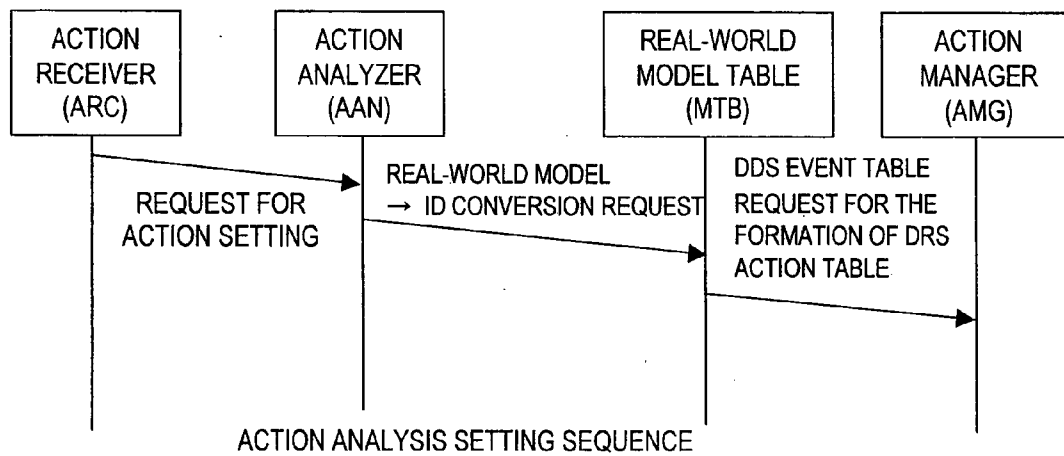 ACTION
RECEIVER
(ARC)
ACTION
ANALYZER
(AAN)
REAL-WORLD
MODEL TABLE
(MTB)
ACTION
MANAGER
(AMG)
REQUEST FOR
ACTION SETTING
REAL-WORLD MODEL
→ ID CONVERSION REQUEST
DDS EVENT TABLE
REQUEST FOR THE
FORMATION OF DRS
ACTION TABLE
ACTION ANALYSIS SETTING SEQUENCE